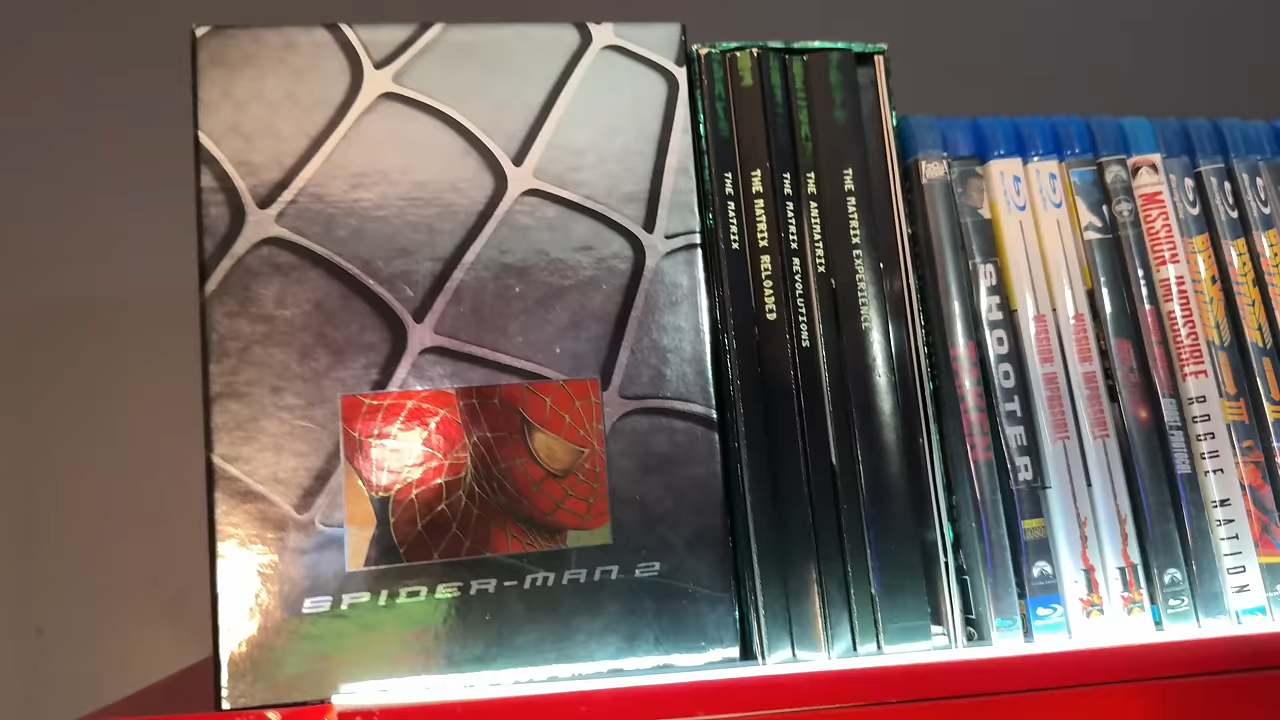 SPIDER-MAN 2
THE MATRIX
THE MATRIX RELOADED
THE MATRIX REVOLUTIONS
THE ANIMATRIX
THE MATRIX EXPERIENCE
TAKEN
SHOOTER
MISSION: IMPOSSIBLE
MISSION: IMPOSSIBLE
MISSION: IMPOSSIBLE
ROGUE NATION